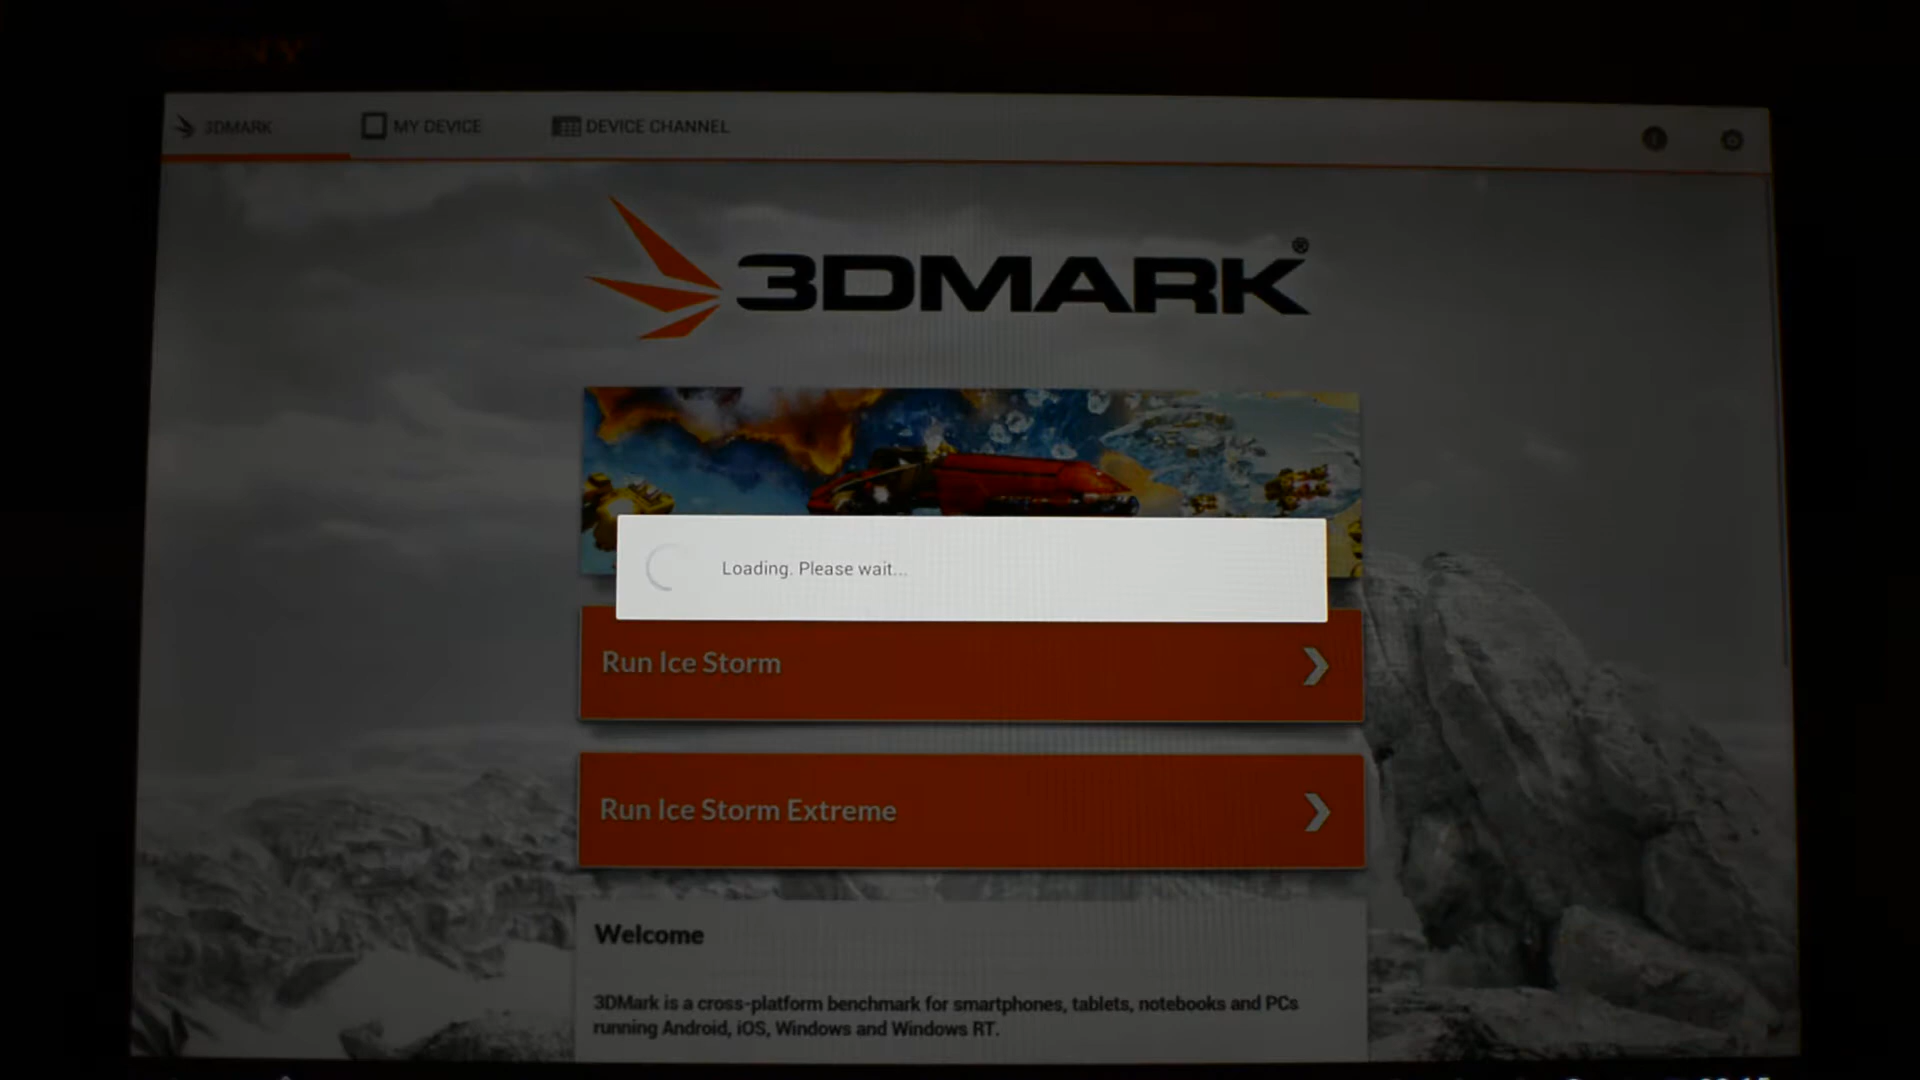 3DMARK
MY DEVICE
DEVICE CHANNEL
3DMARK®
Loading. Please wait...
Run Ice Storm
Run Ice Storm Extreme
Welcome
3DMark is a cross-platform benchmark for smartphones, tablets, notebooks and PCs
running Android, iOS, Windows and Windows RT.